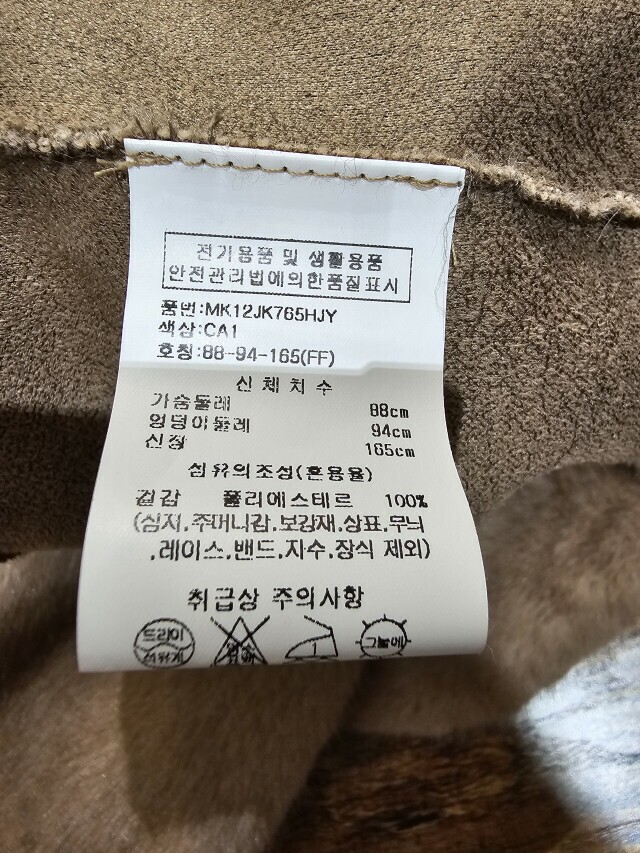 전기용품 및 생활용품
안전관리법에의한품질표시
품번:MK12JK765HJY
색상:CA1
호칭:88-94-165(FF)
신체치수
가슴둘레 88cm
엉덩이둘레 94cm
신장 165cm
섬유의조성(혼용율)
겉감 폴리에스테르 100%
(심지,주머니감,보강재,상표,무늬
,레이스,밴드,자수,장식 제외)
취급상 주의사항
드라이 그늘에
석유계